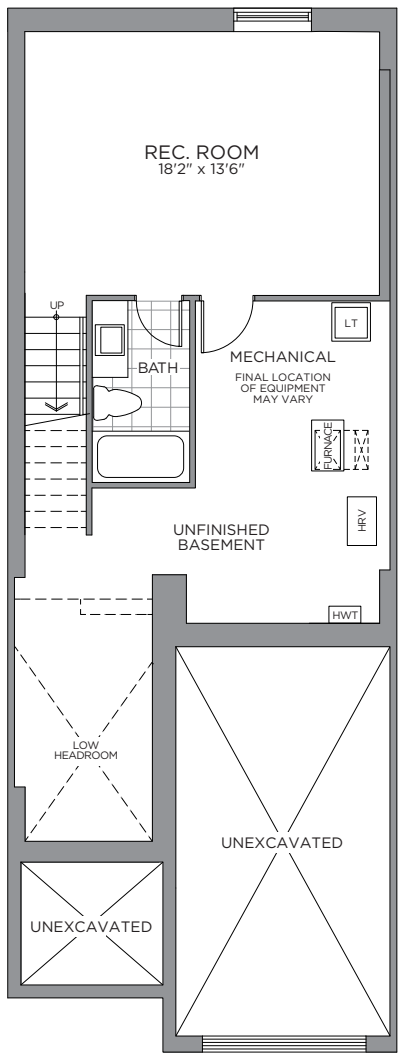 REC. ROOM
18'2" x 13'6"
UP
LT
BATH
MECHANICAL
FINAL LOCATION
OF EQUIPMENT
MAY VARY
FURNACE
HRV
UNFINISHED
BASEMENT
HWT
LOW
HEADROOM
UNEXCAVATED
UNEXCAVATED